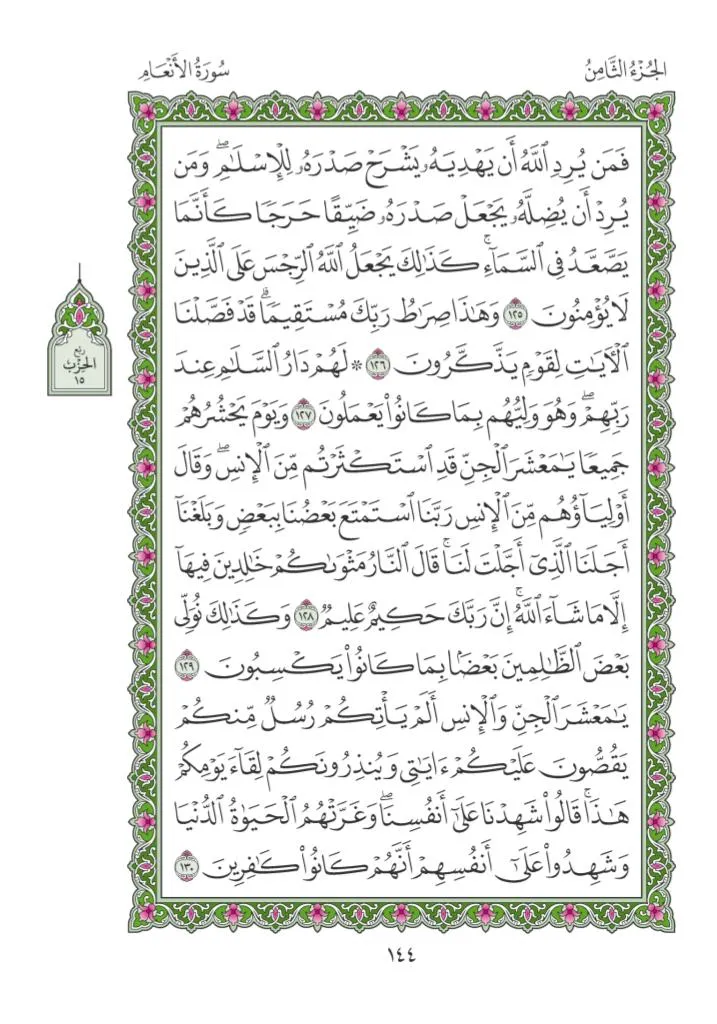 الجُزْءُ الثَّامِنُ
سُورَةُ الأَنْعَامِ
فَمَن يُرِدِ ٱللَّهُ أَن يَهْدِيَهُۥ يَشْرَحْ صَدْرَهُۥ لِلْإِسْلَٰمِۖ وَمَن
يُرِدْ أَن يُضِلَّهُۥ يَجْعَلْ صَدْرَهُۥ ضَيِّقًا حَرَجًا كَأَنَّمَا
يَصَّعَّدُ فِى ٱلسَّمَآءِۚ كَذَٰلِكَ يَجْعَلُ ٱللَّهُ ٱلرِّجْسَ عَلَى ٱلَّذِينَ
لَا يُؤْمِنُونَ ١٢٥ وَهَٰذَا صِرَٰطُ رَبِّكَ مُسْتَقِيمًاۗ قَدْ فَصَّلْنَا
ٱلْأٓيَٰتِ لِقَوْمٍ يَذَّكَّرُونَ ١٢٦ * لَهُمْ دَارُ ٱلسَّلَٰمِ عِندَ
رَبِّهِمْۖ وَهُوَ وَلِيُّهُم بِمَا كَانُوا۟ يَعْمَلُونَ ١٢٧ وَيَوْمَ يَحْشُرُهُمْ
جَمِيعًا يَٰمَعْشَرَ ٱلْجِنِّ قَدِ ٱسْتَكْثَرْتُم مِّنَ ٱلْإِنسِۖ وَقَالَ
أَوْلِيَآؤُهُم مِّنَ ٱلْإِنسِ رَبَّنَا ٱسْتَمْتَعَ بَعْضُنَا بِبَعْضٍ وَبَلَغْنَآ
أَجَلَنَا ٱلَّذِىٓ أَجَّلْتَ لَنَاۚ قَالَ ٱلنَّارُ مَثْوَىٰكُمْ خَٰلِدِينَ فِيهَآ
إِلَّا مَا شَآءَ ٱللَّهُۚ إِنَّ رَبَّكَ حَكِيمٌ عَلِيمٌ ١٢٨ وَكَذَٰلِكَ نُوَلِّى
بَعْضَ ٱلظَّٰلِمِينَ بَعْضًۢا بِمَا كَانُوا۟ يَكْسِبُونَ ١٢٩
يَٰمَعْشَرَ ٱلْجِنِّ وَٱلْإِنسِ أَلَمْ يَأْتِكُمْ رُسُلٌ مِّنكُمْ
يَقُصُّونَ عَلَيْكُمْ ءَايَٰتِى وَيُنذِرُونَكُمْ لِقَآءَ يَوْمِكُمْ
هَٰذَاۚ قَالُوا۟ شَهِدْنَا عَلَىٰٓ أَنفُسِنَاۖ وَغَرَّتْهُمُ ٱلْحَيَوٰةُ ٱلدُّنْيَا
وَشَهِدُوا۟ عَلَىٰٓ أَنفُسِهِمْ أَنَّهُمْ كَانُوا۟ كَٰفِرِينَ ١٣٠
ربع
الحزب
١٥
١٤٤